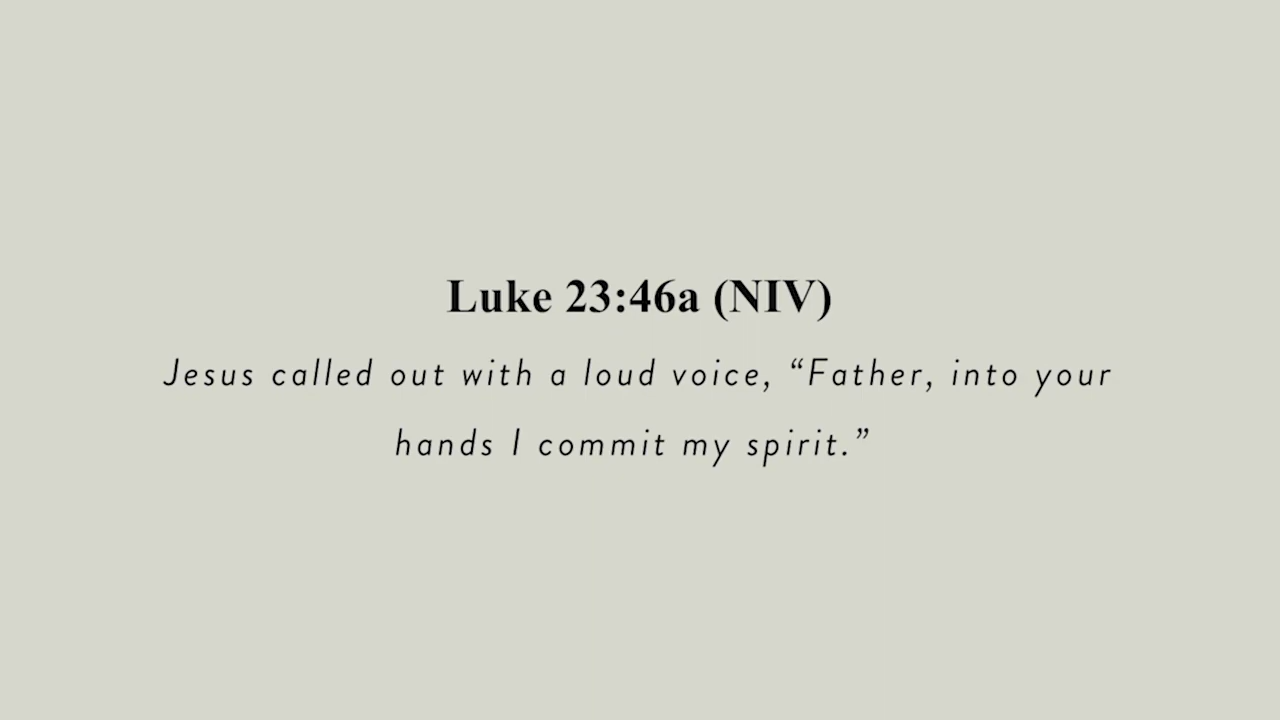 Luke 23:46a (NIV)
Jesus called out with a loud voice, “Father, into your
hands I commit my spirit.”